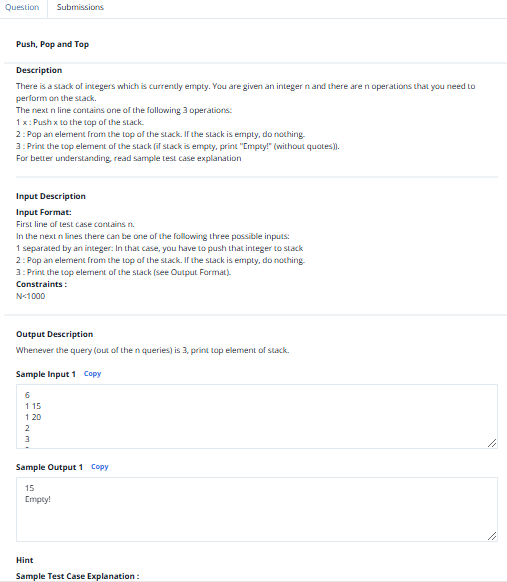 Question Submissions
Push, Pop and Top
Description
There is a stack of integers which is currently empty. You are given an integer n and there are n operations that you need to
perform on the stack.
The next n line contains one of the following 3 operations:
1 x : Push x to the top of the stack.
2 : Pop an element from the top of the stack. If the stack is empty, do nothing.
3 : Print the top element of the stack (if stack is empty, print "Empty!" (without quotes)).
For better understanding, read sample test case explanation
Input Description
Input Format:
First line of test case contains n.
In the next n lines there can be one of the following three possible inputs:
1 separated by an integer: In that case, you have to push that integer to stack
2 : Pop an element from the top of the stack. If the stack is empty, do nothing.
3 : Print the top element of the stack (see Output Format).
Constraints :
N<1000
Output Description
Whenever the query (out of the n queries) is 3, print top element of stack.
Sample Input 1 Copy
6
1 15
1 20
2
3
Sample Output 1 Copy
15
Empty!
Hint
Sample Test Case Explanation :